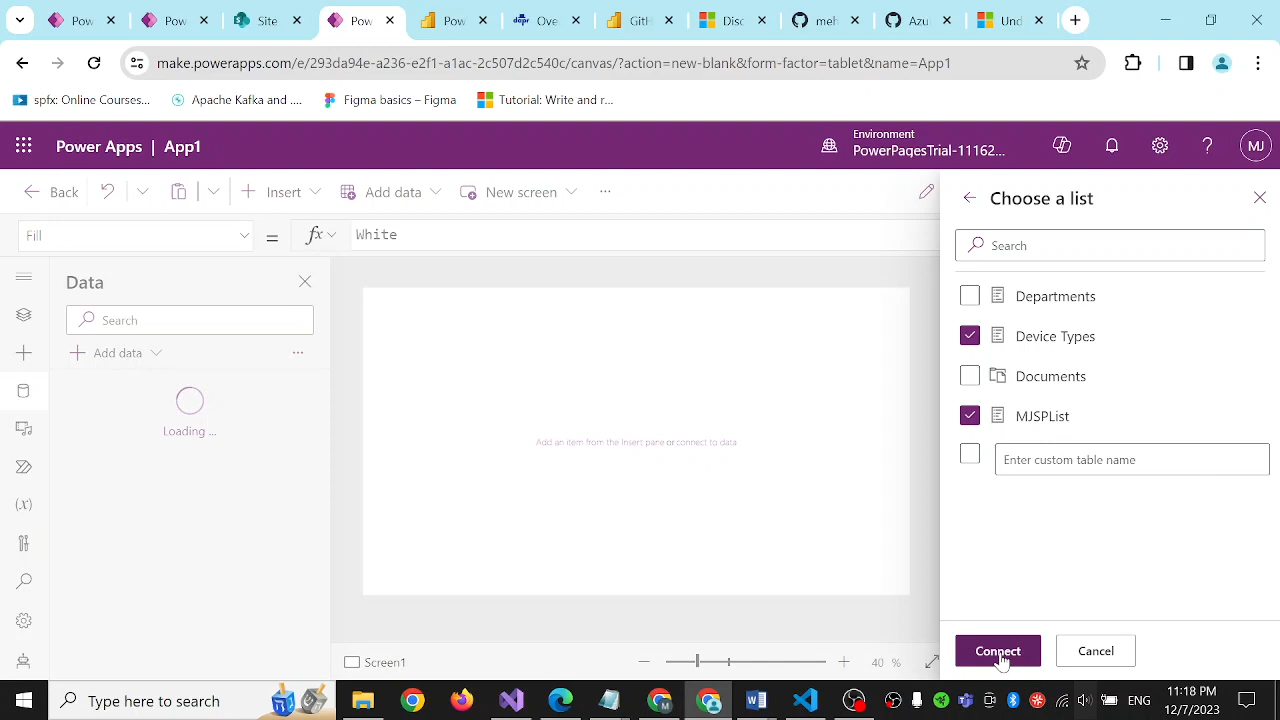 Pow
Pow
Site
Pow
Pow
Ove
GitH
Disc
meh
Azu
Und
make.powerapps.com/e/293da94e-a236-e2f1-a1ac-2c507d2c540c/canvas/?action=new-blank&form-factor=tablet&name=App1
spfx: Online Courses...
Apache Kafka and ....
Figma basics – Figma
Tutorial: Write and r...
Power Apps | App1
Environment
PowerPagesTrial-11162...
MJ
Back
Insert
Add data
New screen
Fill
=
fx
White
Data
Search
Add data
Loading ...
Add an item from the Insert pane or connect to data
Screen1
40 %
Choose a list
Search
Departments
Device Types
Documents
MJSPList
Enter custom table name
Connect
Cancel
Type here to search
ENG
11:18 PM
12/7/2023